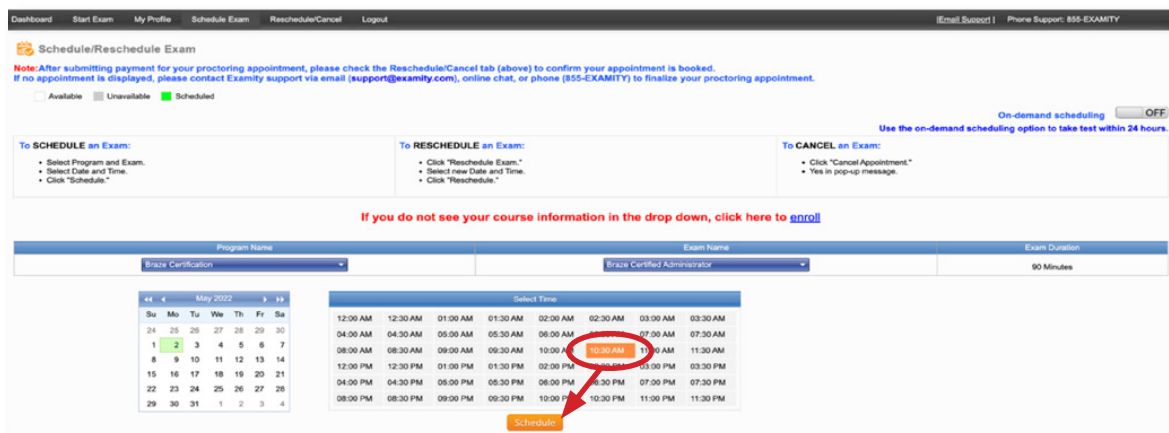 Dashboard Start Exam My Profile Schedule Exam Reschedule/Cancel Logout |Email Support| Phone Support: 855-EXAMITY
Schedule/Reschedule Exam
Note:After submitting payment for your proctoring appointment, please check the Reschedule/Cancel tab (above) to confirm your appointment is booked.
If no appointment is displayed, please contact Examity support via email (support@examity.com), online chat, or phone (855-EXAMITY) to finalize your proctoring appointment.
Available Unavailable Scheduled
On-demand scheduling OFF
Use the on-demand scheduling option to take test within 24 hours.
To SCHEDULE an Exam:
• Select Program and Exam.
• Select Date and Time.
• Click "Schedule."
To RESCHEDULE an Exam:
• Click "Reschedule Exam."
• Select new Date and Time.
• Click "Reschedule."
To CANCEL an Exam:
• Click "Cancel Appointment."
• Yes in pop-up message.
If you do not see your course information in the drop down, click here to enroll
Program Name Exam Name Exam Duration
Braze Certification Braze Certified Administrator 90 Minutes
May 2022
Su Mo Tu We Th Fr Sa
24 25 26 27 28 29 30
1 2 3 4 5 6 7
8 9 10 11 12 13 14
15 16 17 18 19 20 21
22 23 24 25 26 27 28
29 30 31 1 2 3 4
Select Time
12:00 AM 12:30 AM 01:00 AM 01:30 AM 02:00 AM 02:30 AM 03:00 AM 03:30 AM
04:00 AM 04:30 AM 05:00 AM 05:30 AM 06:00 AM 07:00 AM 07:30 AM
08:00 AM 08:30 AM 09:00 AM 09:30 AM 10:00 AM 10:30 AM 11:00 AM 11:30 AM
12:00 PM 12:30 PM 01:00 PM 01:30 PM 02:00 PM 03:00 PM 03:30 PM
04:00 PM 04:30 PM 05:00 PM 05:30 PM 06:00 PM 06:30 PM 07:00 PM 07:30 PM
08:00 PM 08:30 PM 09:00 PM 09:30 PM 10:00 PM 10:30 PM 11:00 PM 11:30 PM
Schedule